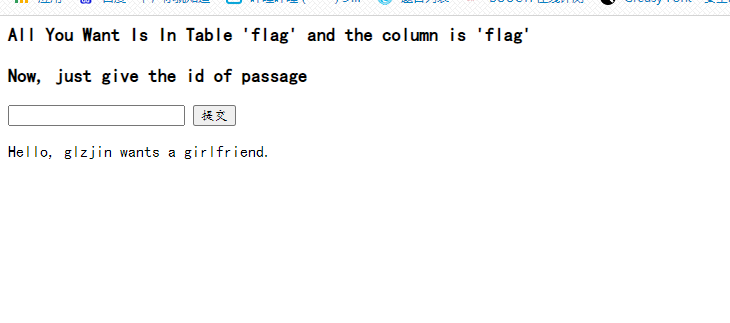 All You Want Is In Table 'flag' and the column is 'flag'
Now, just give the id of passage
提交
Hello, glzjin wants a girlfriend.